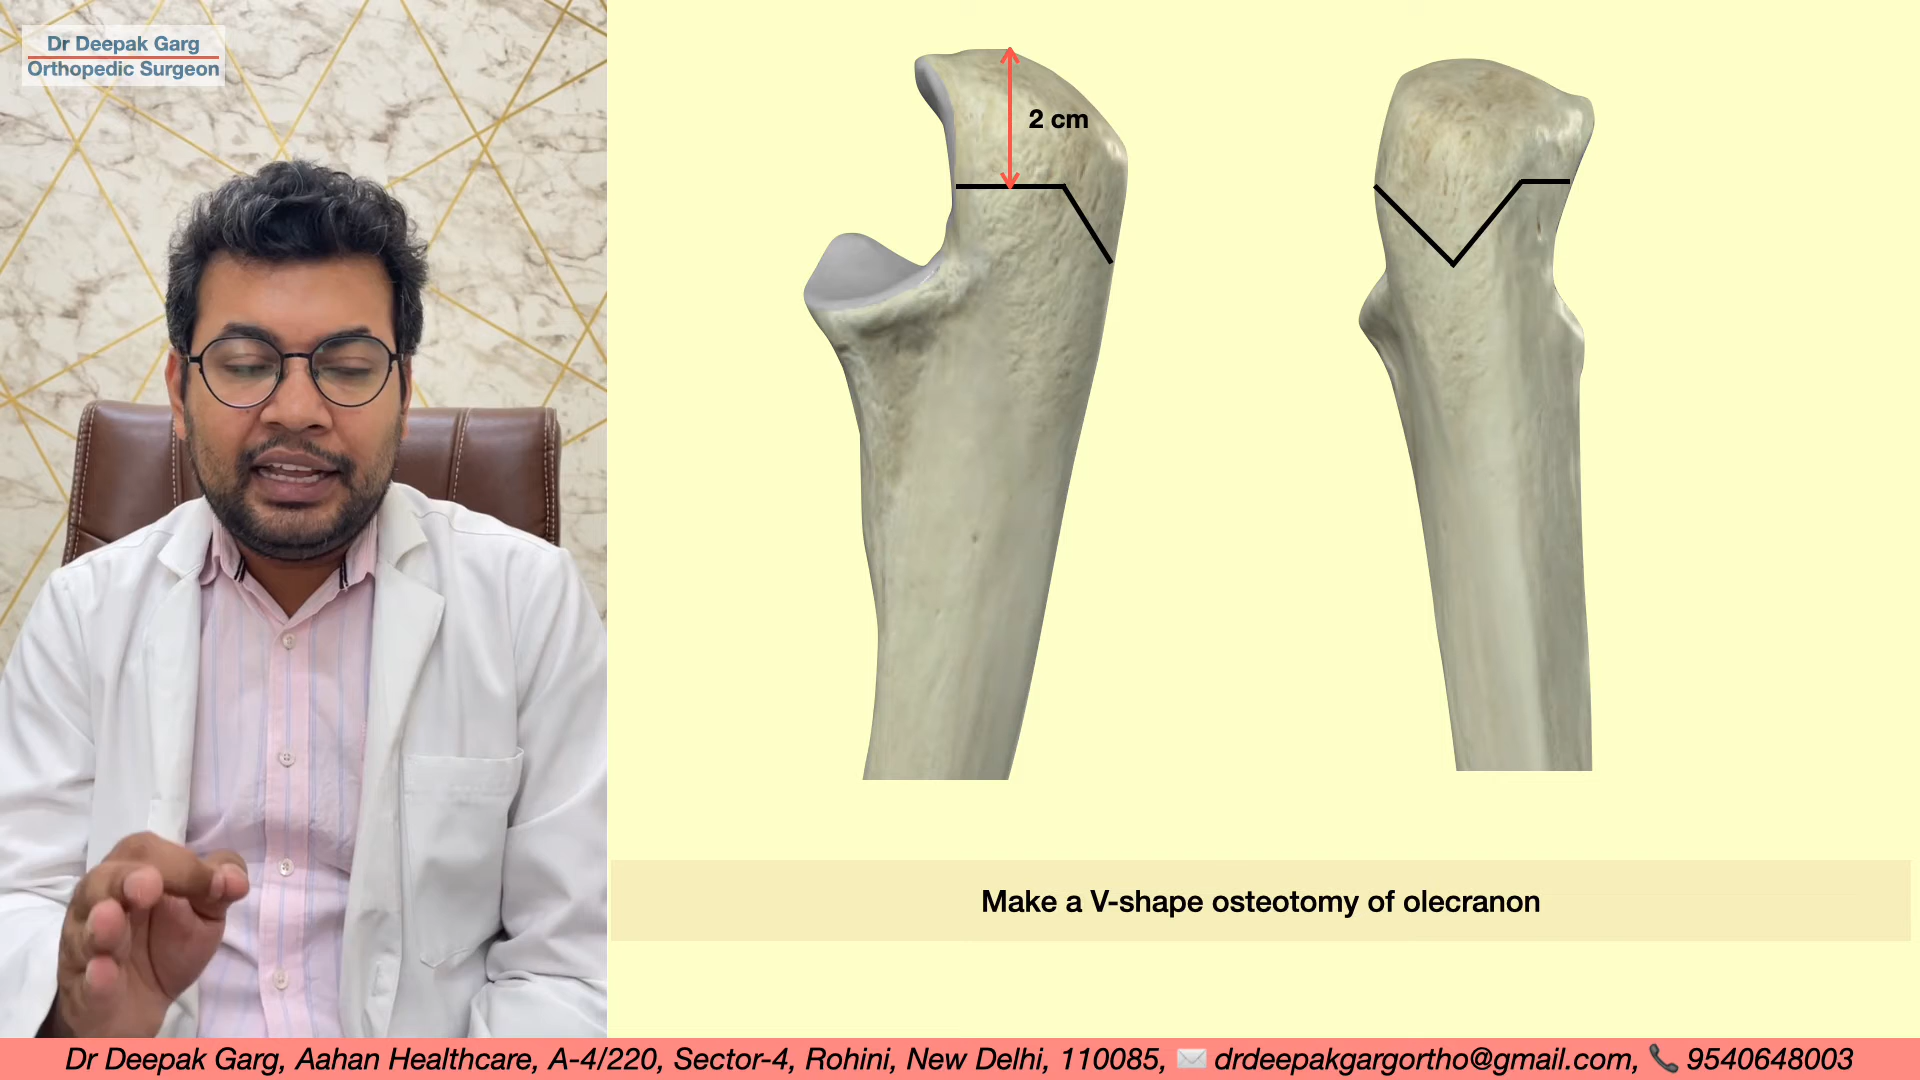 Dr Deepak Garg
Orthopedic Surgeon
2 cm
Make a V-shape osteotomy of olecranon
Dr Deepak Garg, Aahan Healthcare, A-4/220, Sector-4, Rohini, New Delhi, 110085, ✉️ drdeepakgargortho@gmail.com, 📞 9540648003